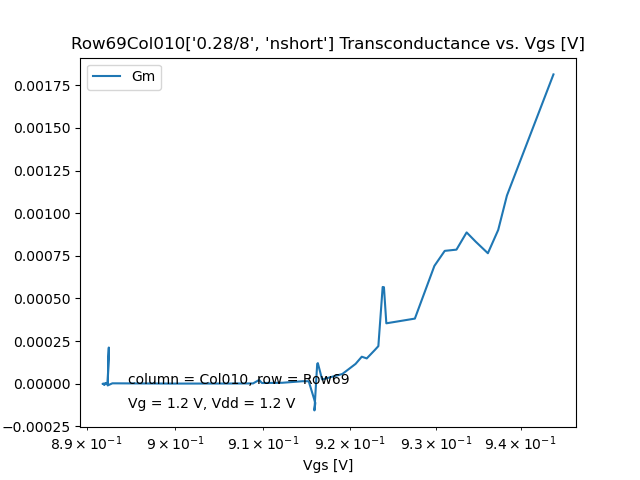 Row69Col010['0.28/8', 'nshort'] Transconductance vs. Vgs [V]
Gm
0.00175
0.00150
0.00125
0.00100
0.00075
0.00050
0.00025
0.00000
−0.00025
column = Col010, row = Row69
Vg = 1.2 V, Vdd = 1.2 V
8.9 × 10⁻¹ 9 × 10⁻¹ 9.1 × 10⁻¹ 9.2 × 10⁻¹ 9.3 × 10⁻¹ 9.4 × 10⁻¹
Vgs [V]